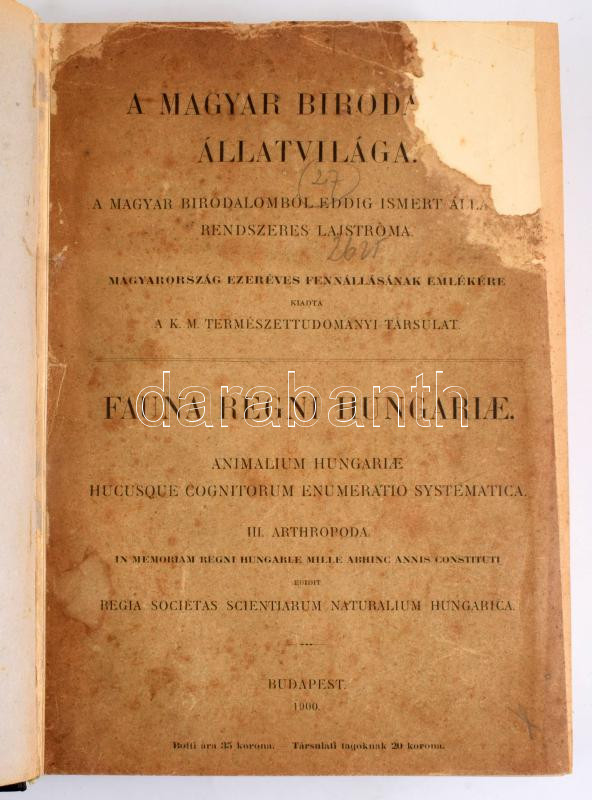 A MAGYAR BIRODA
ÁLLATVILÁGA.
(27)
A MAGYAR BIRODALOMBÓL EDDIG ISMERT ÁLLA
RENDSZERES LAJSTROMA.
MAGYARORSZÁG EZERÉVES FENNÁLLÁSÁNAK EMLÉKÉRE
KIADTA
A K. M. TERMÉSZETTUDOMÁNYI TÁRSULAT.
darabanth
FAUNA REGNI HUNGARIÆ.
ANIMALIUM HUNGARIÆ
HUCUSQUE COGNITORUM ENUMERATIO SYSTEMATICA.
III. ARTHROPODA.
IN MEMORIAM REGNI HUNGARIÆ MILLE ABHINC ANNIS CONSTITUTI
EDIDIT
REGIA SOCIETAS SCIENTIARUM NATURALIUM HUNGARICA.
BUDAPEST.
1900.
Bolti ára 35 korona. Társulati tagoknak 20 korona.